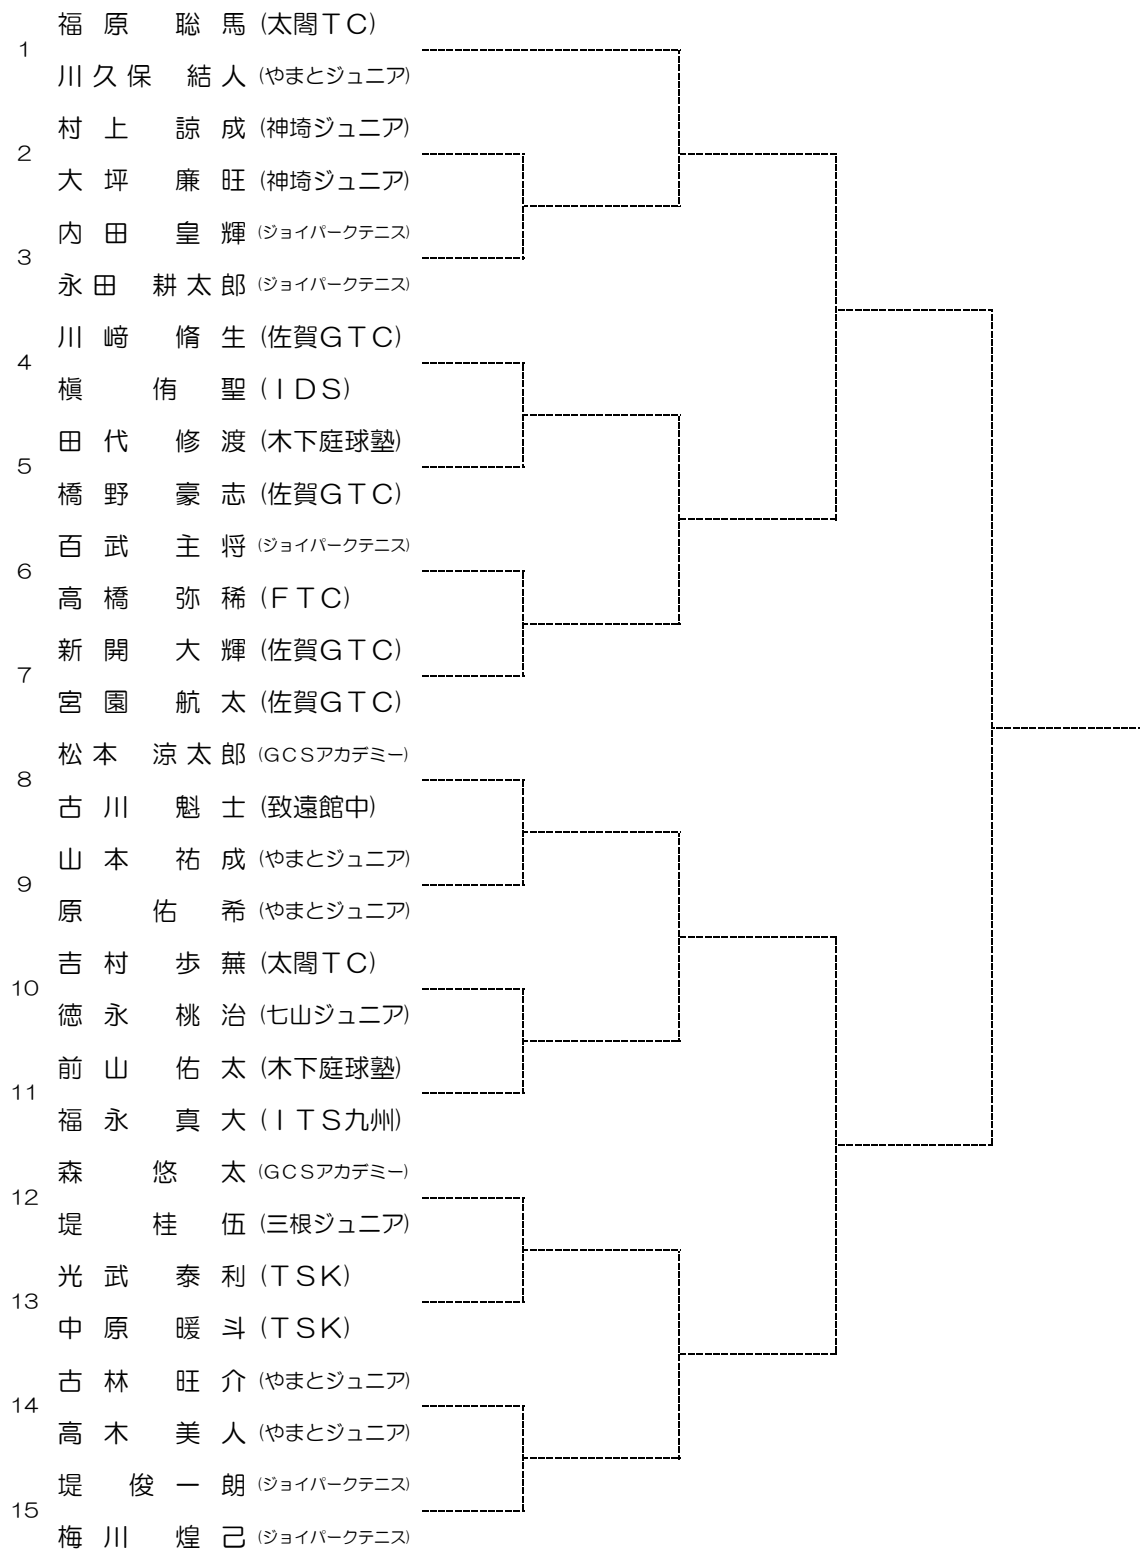 福原 聡馬 (太閤TC)
1
川久保 結人 (やまとジュニア)
村上 諒成 (神埼ジュニア)
2
大坪 廉旺 (神埼ジュニア)
内田 皇輝 (ジョイパークテニス)
3
永田 耕太郎 (ジョイパークテニス)
川﨑 脩生 (佐賀GTC)
4
槇 侑聖 (IDS)
田代 修渡 (木下庭球塾)
5
橋野 豪志 (佐賀GTC)
百武 主将 (ジョイパークテニス)
6
高橋 弥稀 (FTC)
新開 大輝 (佐賀GTC)
7
宮園 航太 (佐賀GTC)
松本 涼太郎 (GCSアカデミー)
8
古川 魁士 (致遠館中)
山本 祐成 (やまとジュニア)
9
原 佑希 (やまとジュニア)
吉村 歩蕪 (太閤TC)
10
徳永 桃治 (七山ジュニア)
前山 佑太 (木下庭球塾)
11
福永 真大 (ITS九州)
森 悠太 (GCSアカデミー)
12
堤 桂伍 (三根ジュニア)
光武 泰利 (TSK)
13
中原 暖斗 (TSK)
古林 旺介 (やまとジュニア)
14
高木 美人 (やまとジュニア)
堤 俊一朗 (ジョイパークテニス)
15
梅川 煌己 (ジョイパークテニス)